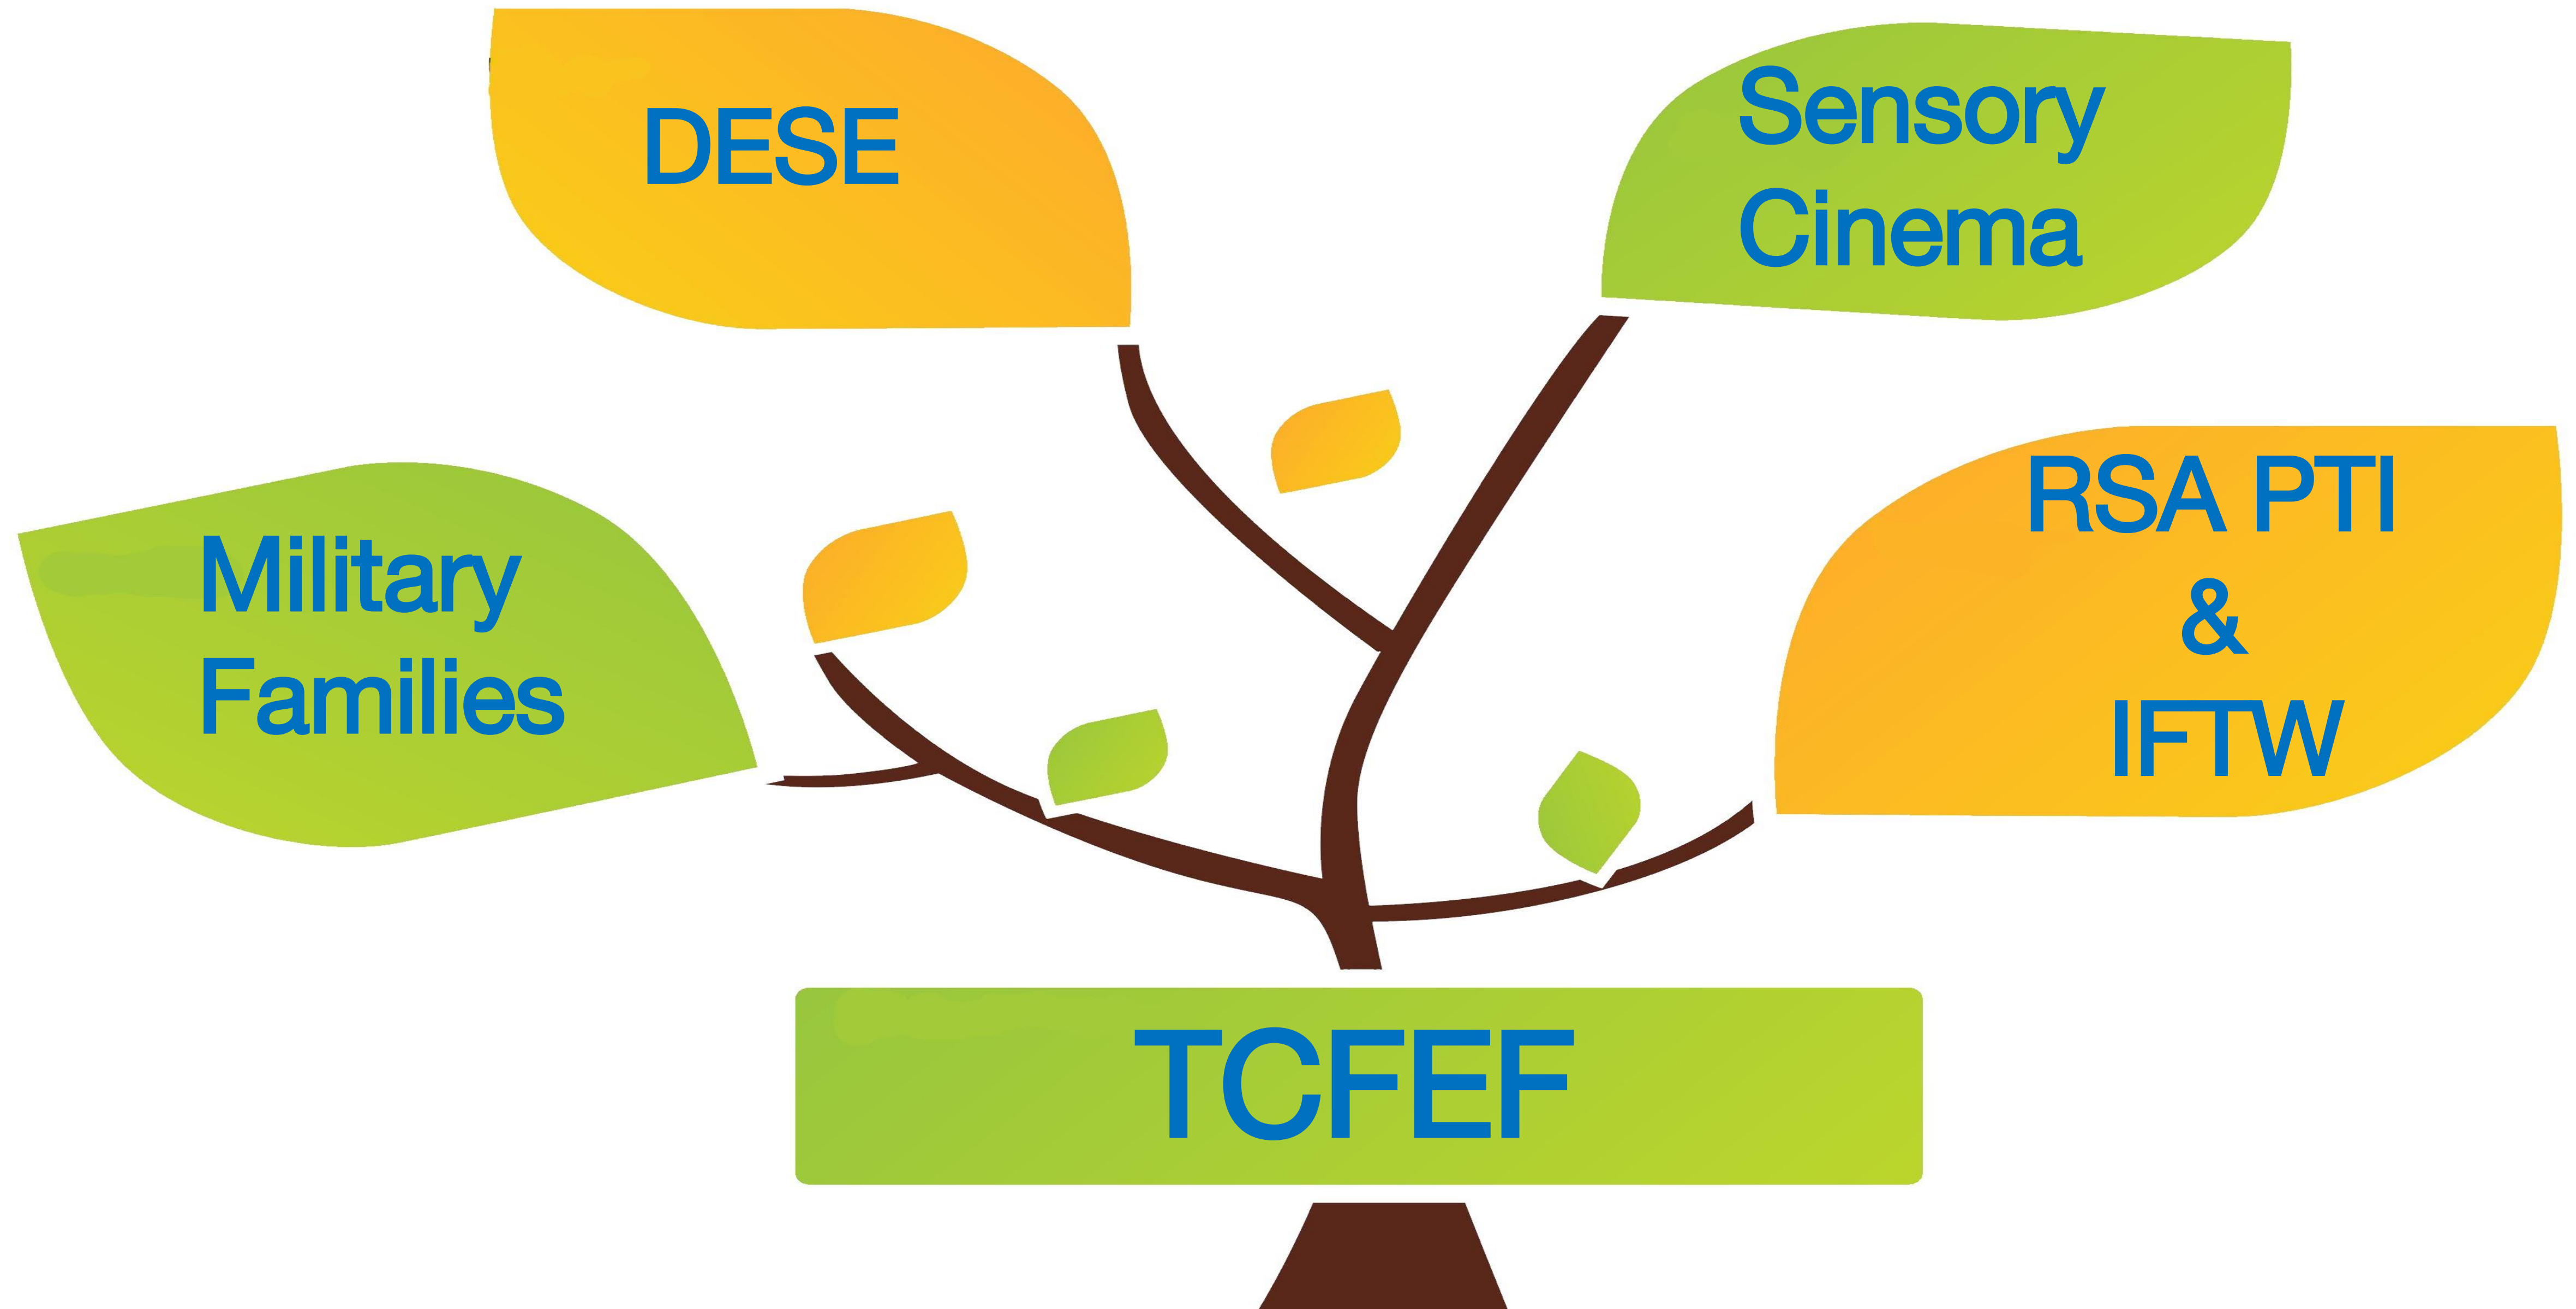 DESE
Sensory
Cinema
Military
Families
RSA PTI
&
IFTW
TCFEF